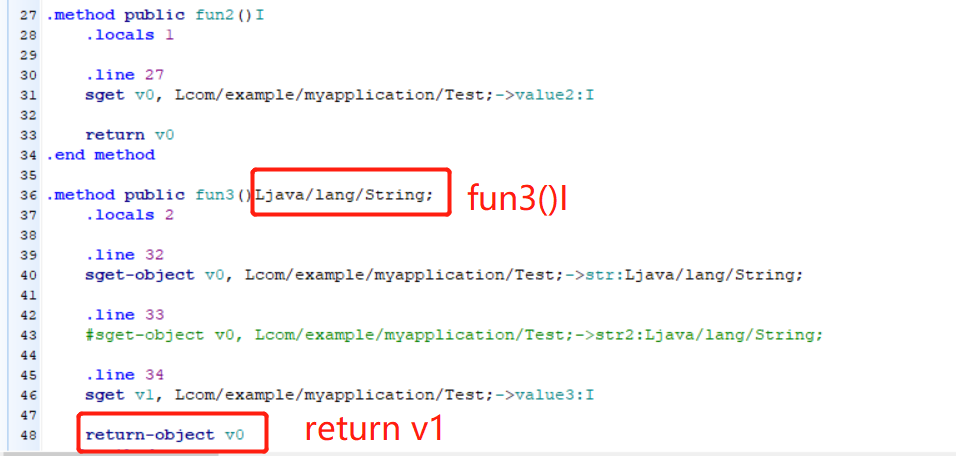 27 .method public fun2()I
28 .locals 1
29
30 .line 27
31 sget v0, Lcom/example/myapplication/Test;->value2:I
32
33 return v0
34 .end method
35
36 .method public fun3()Ljava/lang/String; fun3()I
37 .locals 2
38
39 .line 32
40 sget-object v0, Lcom/example/myapplication/Test;->str:Ljava/lang/String;
41
42 .line 33
43 #sget-object v0, Lcom/example/myapplication/Test;->str2:Ljava/lang/String;
44
45 .line 34
46 sget v1, Lcom/example/myapplication/Test;->value3:I
47
48 return-object v0 return v1